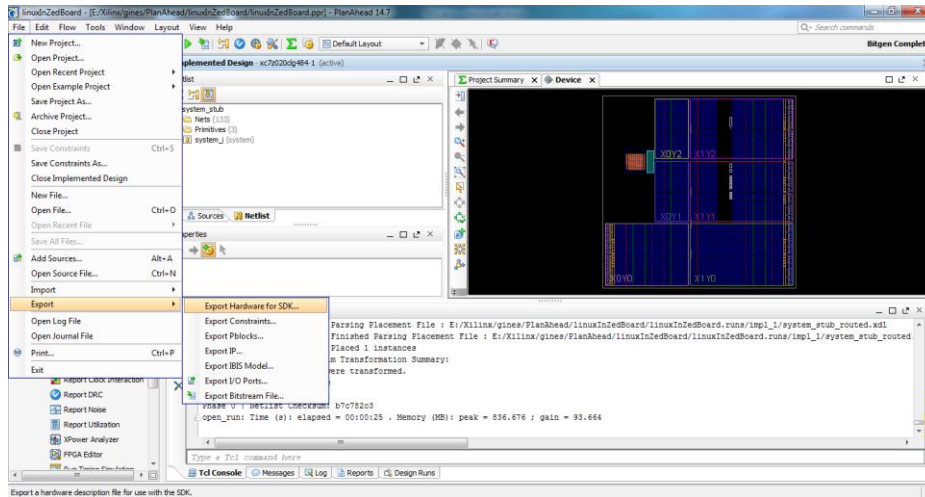 linuxInZedBoard - [E:/Xilinx/gines/PlanAhead/linuxInZedBoard/linuxInZedBoard.ppr] - PlanAhead 14.7
File Edit Flow Tools Window Layout View Help
Search commands
Default Layout
Bitgen Complet
New Project...
Open Project...
Open Recent Project
Open Example Project
Save Project As...
Archive Project...
Close Project
Save Constraints Ctrl+S
Save Constraints As...
Close Implemented Design
New File...
Open File... Ctrl+O
Open Recent File
Save All Files...
Add Sources... Alt+A
Open Source File... Ctrl+N
Import
Export
Open Log File
Open Journal File
Print... Ctrl+P
Exit
Export Hardware for SDK...
Export Constraints...
Export Pblocks...
Export IP...
Export IBIS Model...
Export I/O Ports...
Export Bitstream File...
plemented Design - xc7z020clg484-1 (active)
tlist
system_stub
Nets (133)
Primitives (3)
system_i (system)
Sources Netlist
perties
Project Summary Device
X0Y2 X1Y2
X0Y1 X1Y1
X0Y0 X1Y0
Parsing Placement File : E:/Xilinx/gines/PlanAhead/linuxInZedBoard/linuxInZedBoard.runs/impl_1/system_stub_routed.xdl
Finished Parsing Placement File : E:/Xilinx/gines/PlanAhead/linuxInZedBoard/linuxInZedBoard.runs/impl_1/system_stub_routed.
Placed 1 instances
m Transformation Summary:
ere transformed.
Phase 0 | Netlist Checksum: b7c782c3
open_run: Time (s): elapsed = 00:00:25 . Memory (MB): peak = 836.676 ; gain = 93.664
Type a Tcl command here
Tcl Console Messages Log Reports Design Runs
Report Clock Interaction
Report DRC
Report Noise
Report Utilization
XPower Analyzer
FPGA Editor
Run Timing Simulation
Export a hardware description file for use with the SDK.